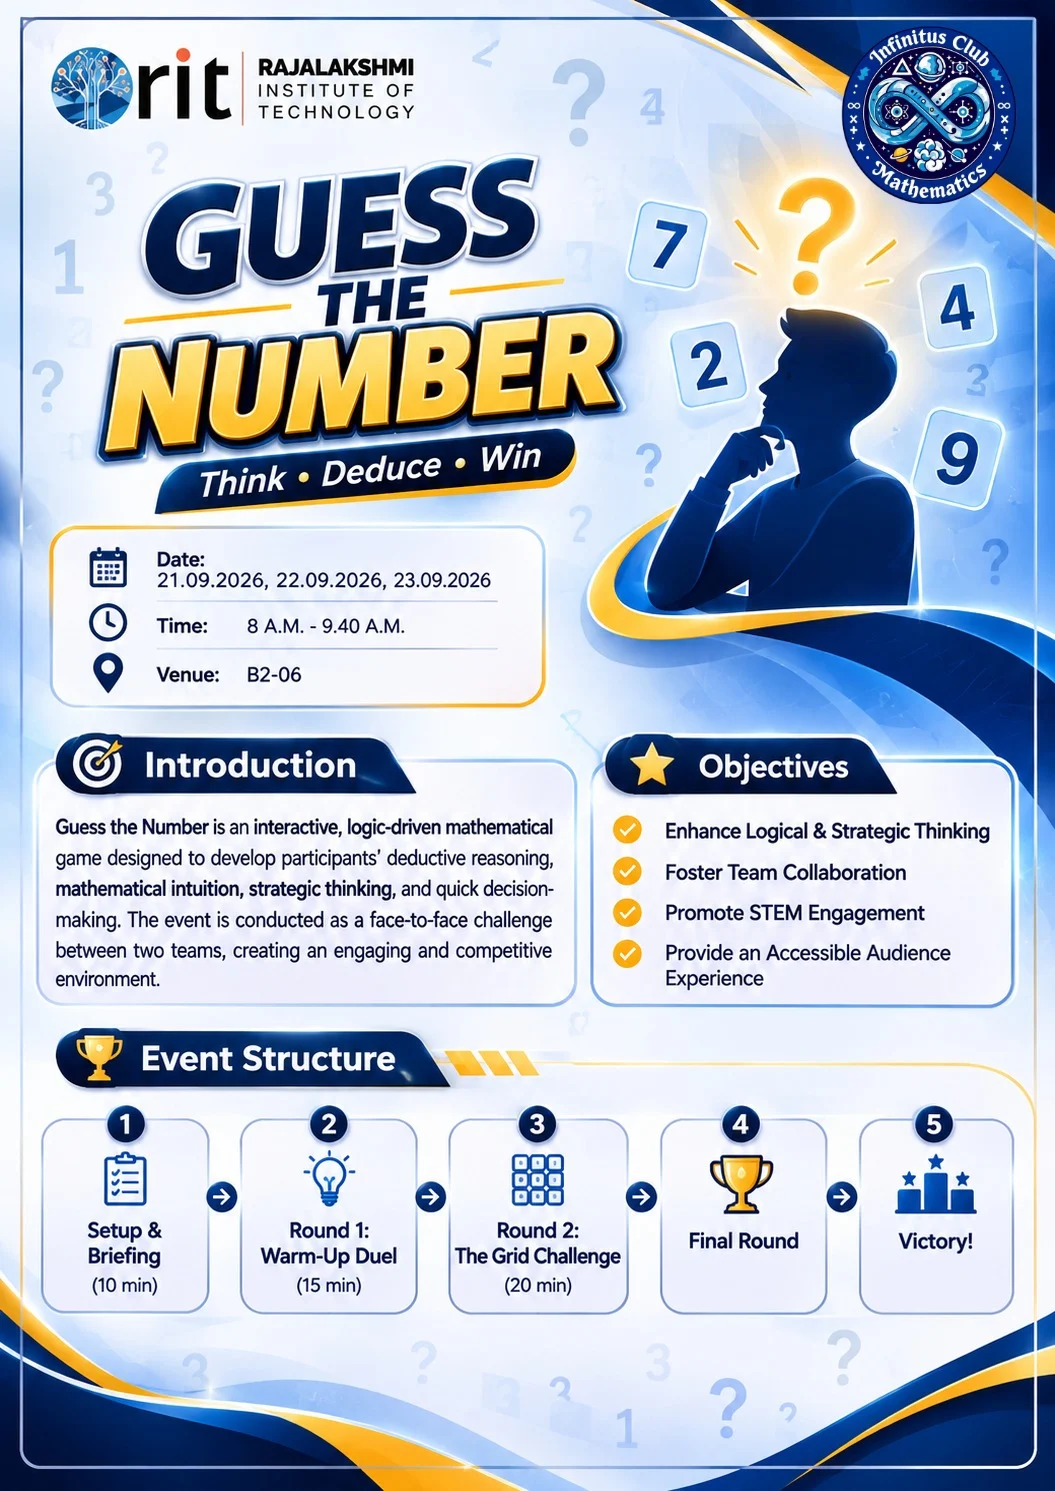 rit
RAJALAKSHMI
INSTITUTE OF
TECHNOLOGY
Infinitus Club
Mathematics
GUESS
THE
NUMBER
Think • Deduce • Win
?
7
4
2
9
Date:
21.09.2026, 22.09.2026, 23.09.2026
Time: 8 A.M. - 9.40 A.M.
Venue: B2-06
Introduction
Guess the Number is an interactive, logic-driven mathematical
game designed to develop participants’ deductive reasoning,
mathematical intuition, strategic thinking, and quick decision-
making. The event is conducted as a face-to-face challenge
between two teams, creating an engaging and competitive
environment.
Objectives
Enhance Logical & Strategic Thinking
Foster Team Collaboration
Promote STEM Engagement
Provide an Accessible Audience
Experience
Event Structure
1
Setup &
Briefing
(10 min)
2
Round 1:
Warm-Up Duel
(15 min)
3
Round 2:
The Grid Challenge
(20 min)
4
Final Round
5
Victory!